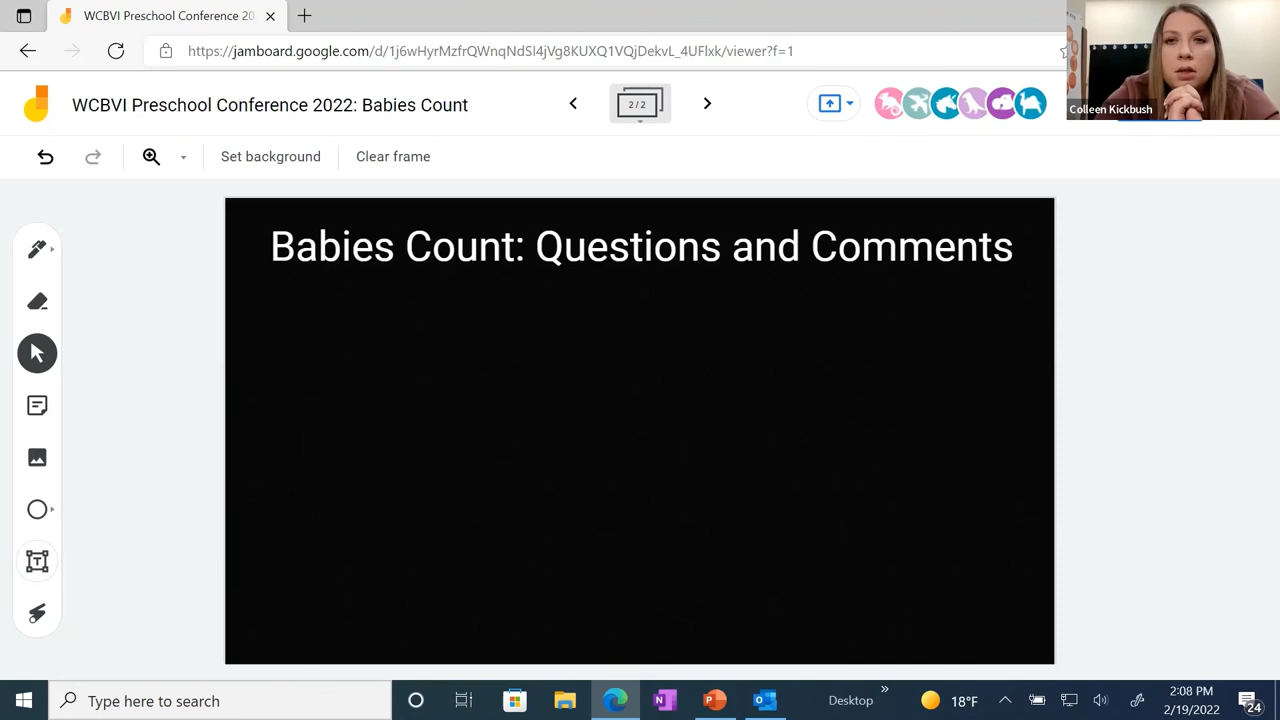 WCBVI Preschool Conference 20
https://jamboard.google.com/d/1j6wHyrMzfrQWnqNdSI4jVg8KUXQ1VQjDekvL_4UFlxk/viewer?f=1
Colleen Kickbush
WCBVI Preschool Conference 2022: Babies Count
2 / 2
Set background
Clear frame
Babies Count: Questions and Comments
Type here to search
Desktop
18°F
2:08 PM
2/19/2022
24